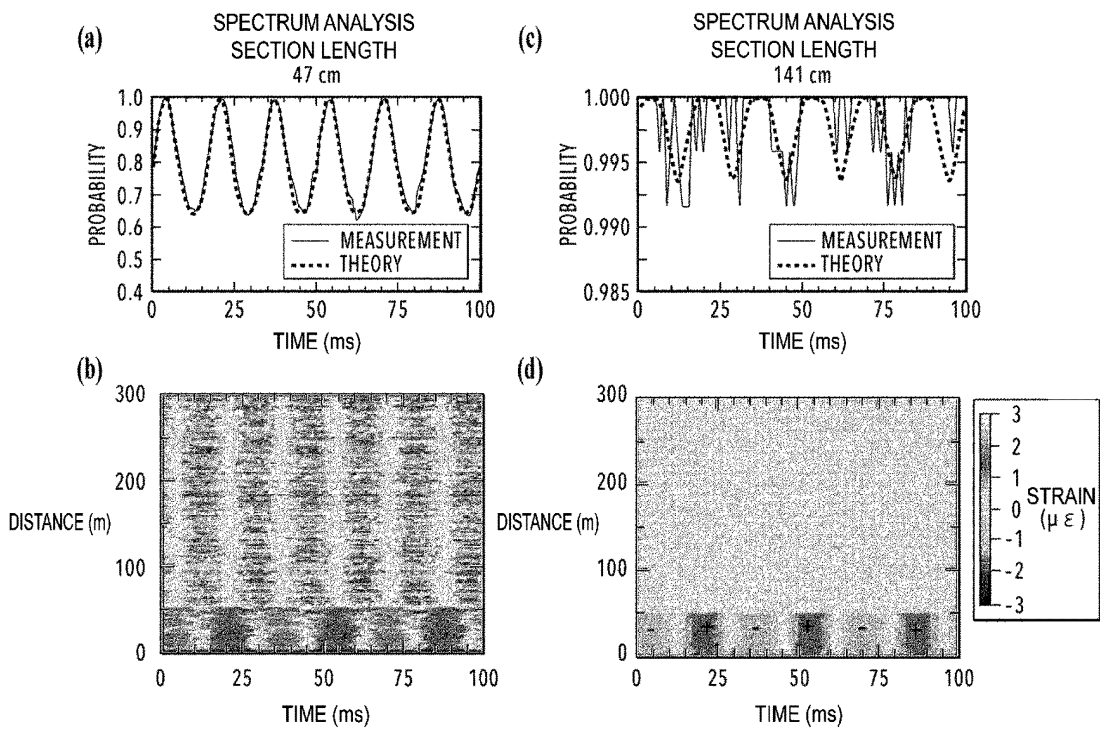 (a)
SPECTRUM ANALYSIS
SECTION LENGTH
47 cm
PROBABILITY
1.0
0.9
0.8
0.7
0.6
0.5
0.4
MEASUREMENT
THEORY
0 25 50 75 100
TIME (ms)
(c)
SPECTRUM ANALYSIS
SECTION LENGTH
141 cm
PROBABILITY
1.000
0.995
0.990
0.985
MEASUREMENT
THEORY
0 25 50 75 100
TIME (ms)
(b)
DISTANCE (m)
300
200
100
0
0 25 50 75 100
TIME (ms)
(d)
DISTANCE (m)
300
200
100
0
- + - + - +
0 25 50 75 100
TIME (ms)
3
2
1
0
-1
-2
-3
STRAIN
(με)